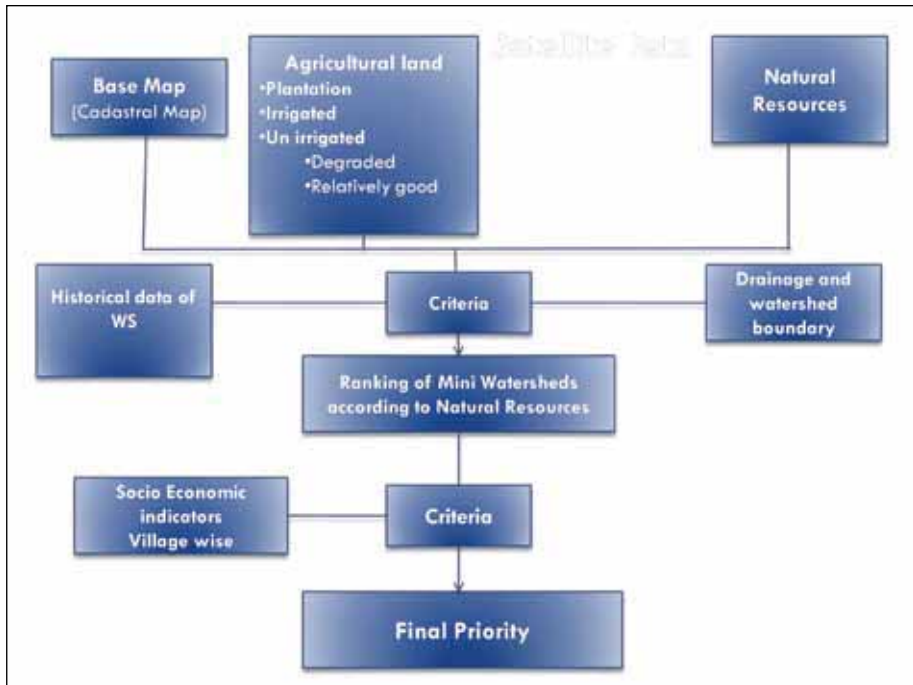 Satellite Data
Base Map
(Cadastral Map)
Agricultural land
•Plantation
•Irrigated
•Un irrigated
•Degraded
•Relatively good
Natural
Resources
Historical data of
WS
Criteria
Drainage and
watershed
boundary
Ranking of Mini Watersheds
according to Natural Resources
Socio Economic
indicators
Village wise
Criteria
Final Priority